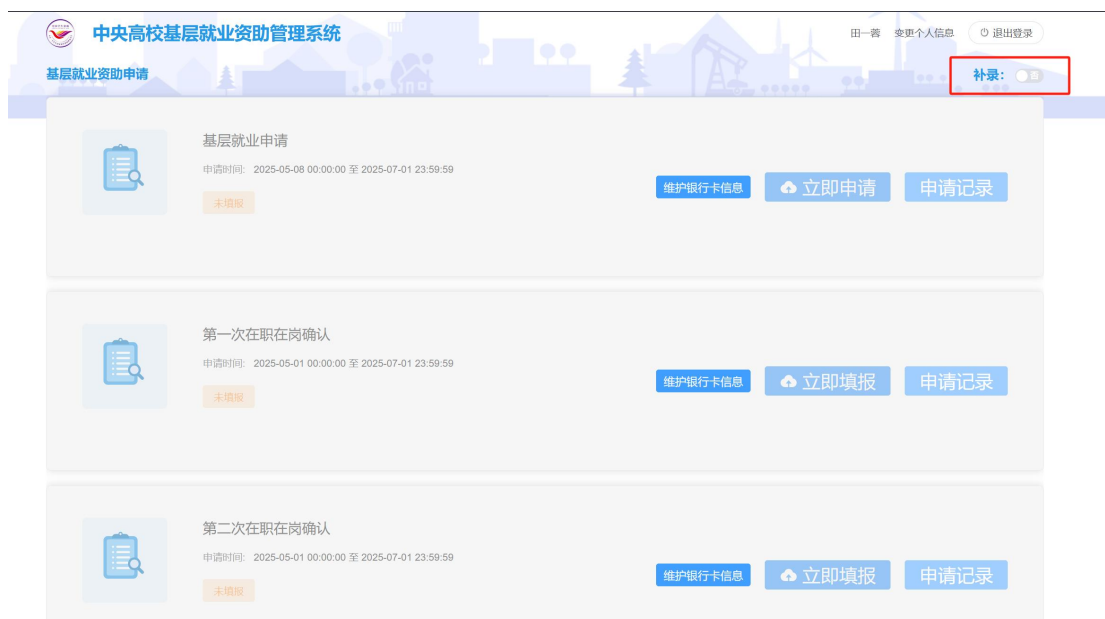 中央高校基层就业资助管理系统
田一蓉 变更个人信息 退出登录
基层就业资助申请
补录: 否
基层就业申请
申请时间: 2025-05-08 00:00:00 至 2025-07-01 23:59:59
未填报
维护银行卡信息 立即申请 申请记录
第一次在职在岗确认
申请时间: 2025-05-01 00:00:00 至 2025-07-01 23:59:59
未填报
维护银行卡信息 立即填报 申请记录
第二次在职在岗确认
申请时间: 2025-05-01 00:00:00 至 2025-07-01 23:59:59
未填报
维护银行卡信息 立即填报 申请记录